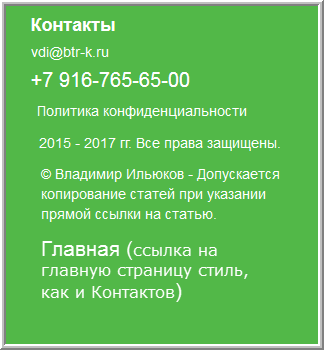 Контакты
vdi@btr-k.ru
+7 916-765-65-00
Политика конфиденциальности
2015 - 2017 гг. Все права защищены.
© Владимир Ильюков - Допускается
копирование статей при указании
прямой ссылки на статью.
Главная (ссылка на
главную страницу стиль,
как и Контактов)